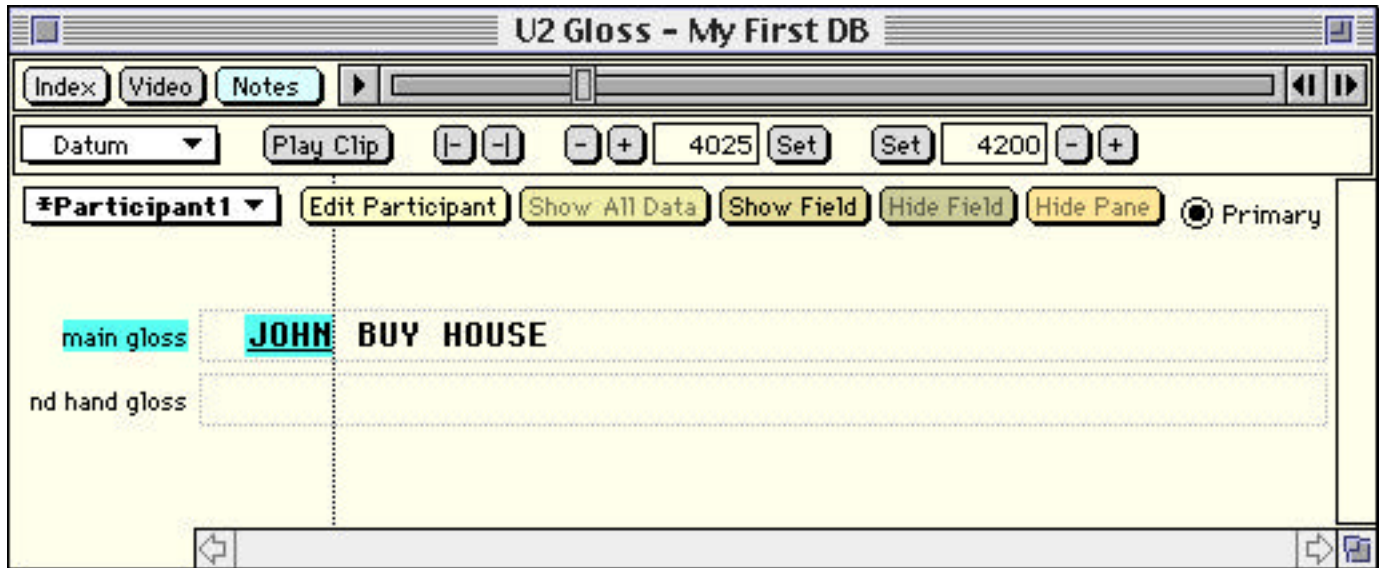 U2 Gloss - My First DB
Index Video Notes
Datum Play Clip |- -| - + 4025 Set Set 4200 - +
*Participant1 Edit Participant Show All Data Show Field Hide Field Hide Pane Primary
main gloss JOHN BUY HOUSE
nd hand gloss